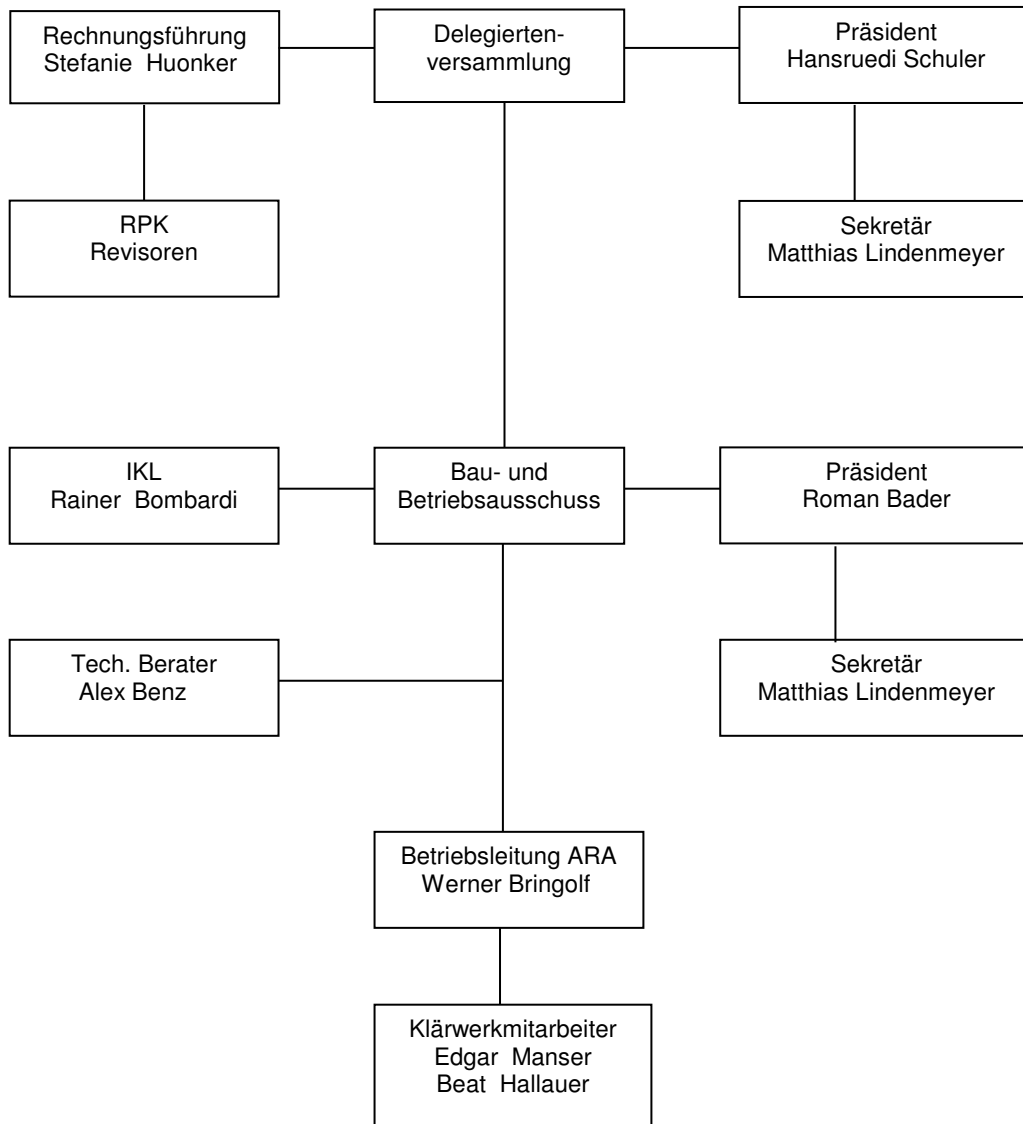 Rechnungsführung
Stefanie Huonker
Delegierten-
versammlung
Präsident
Hansruedi Schuler
RPK
Revisoren
Sekretär
Matthias Lindenmeyer
IKL
Rainer Bombardi
Bau- und
Betriebsausschuss
Präsident
Roman Bader
Tech. Berater
Alex Benz
Sekretär
Matthias Lindenmeyer
Betriebsleitung ARA
Werner Bringolf
Klärwerkmitarbeiter
Edgar Manser
Beat Hallauer